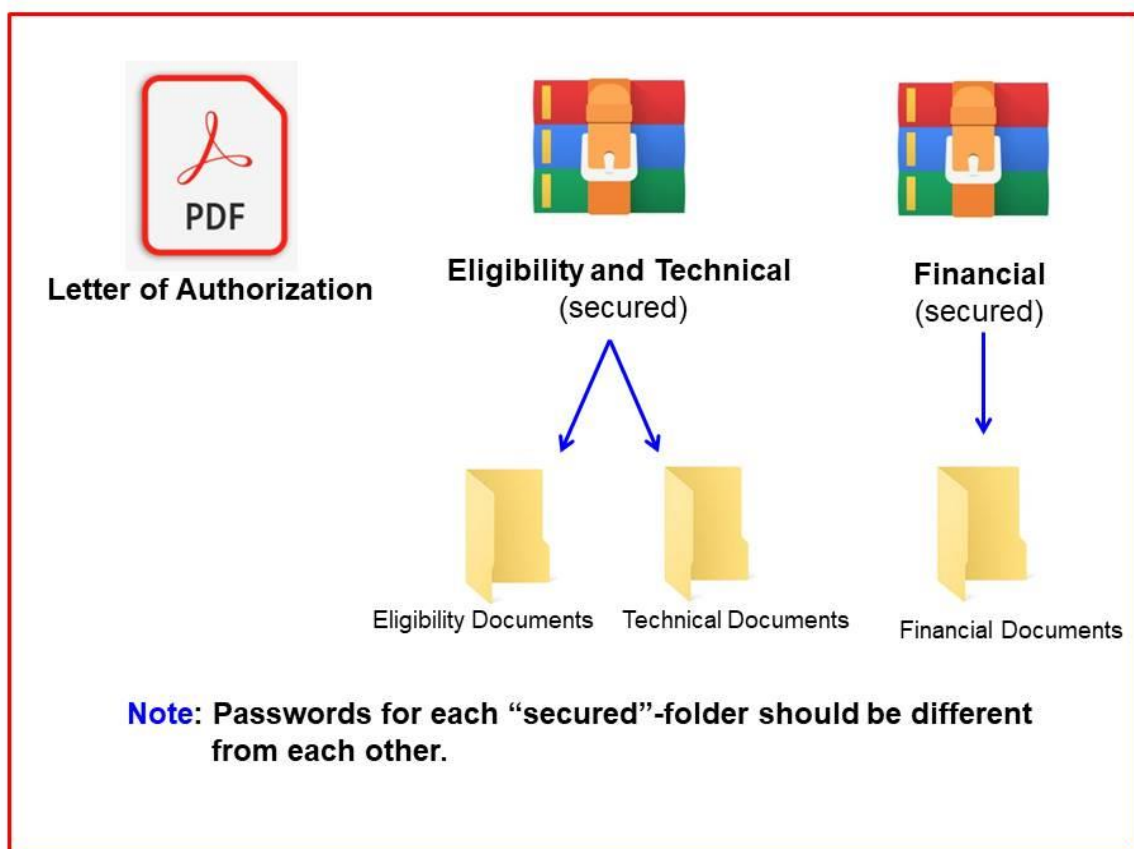 PDF
Letter of Authorization
Eligibility and Technical
(secured)
Financial
(secured)
Eligibility Documents
Technical Documents
Financial Documents
Note: Passwords for each “secured”-folder should be different
from each other.